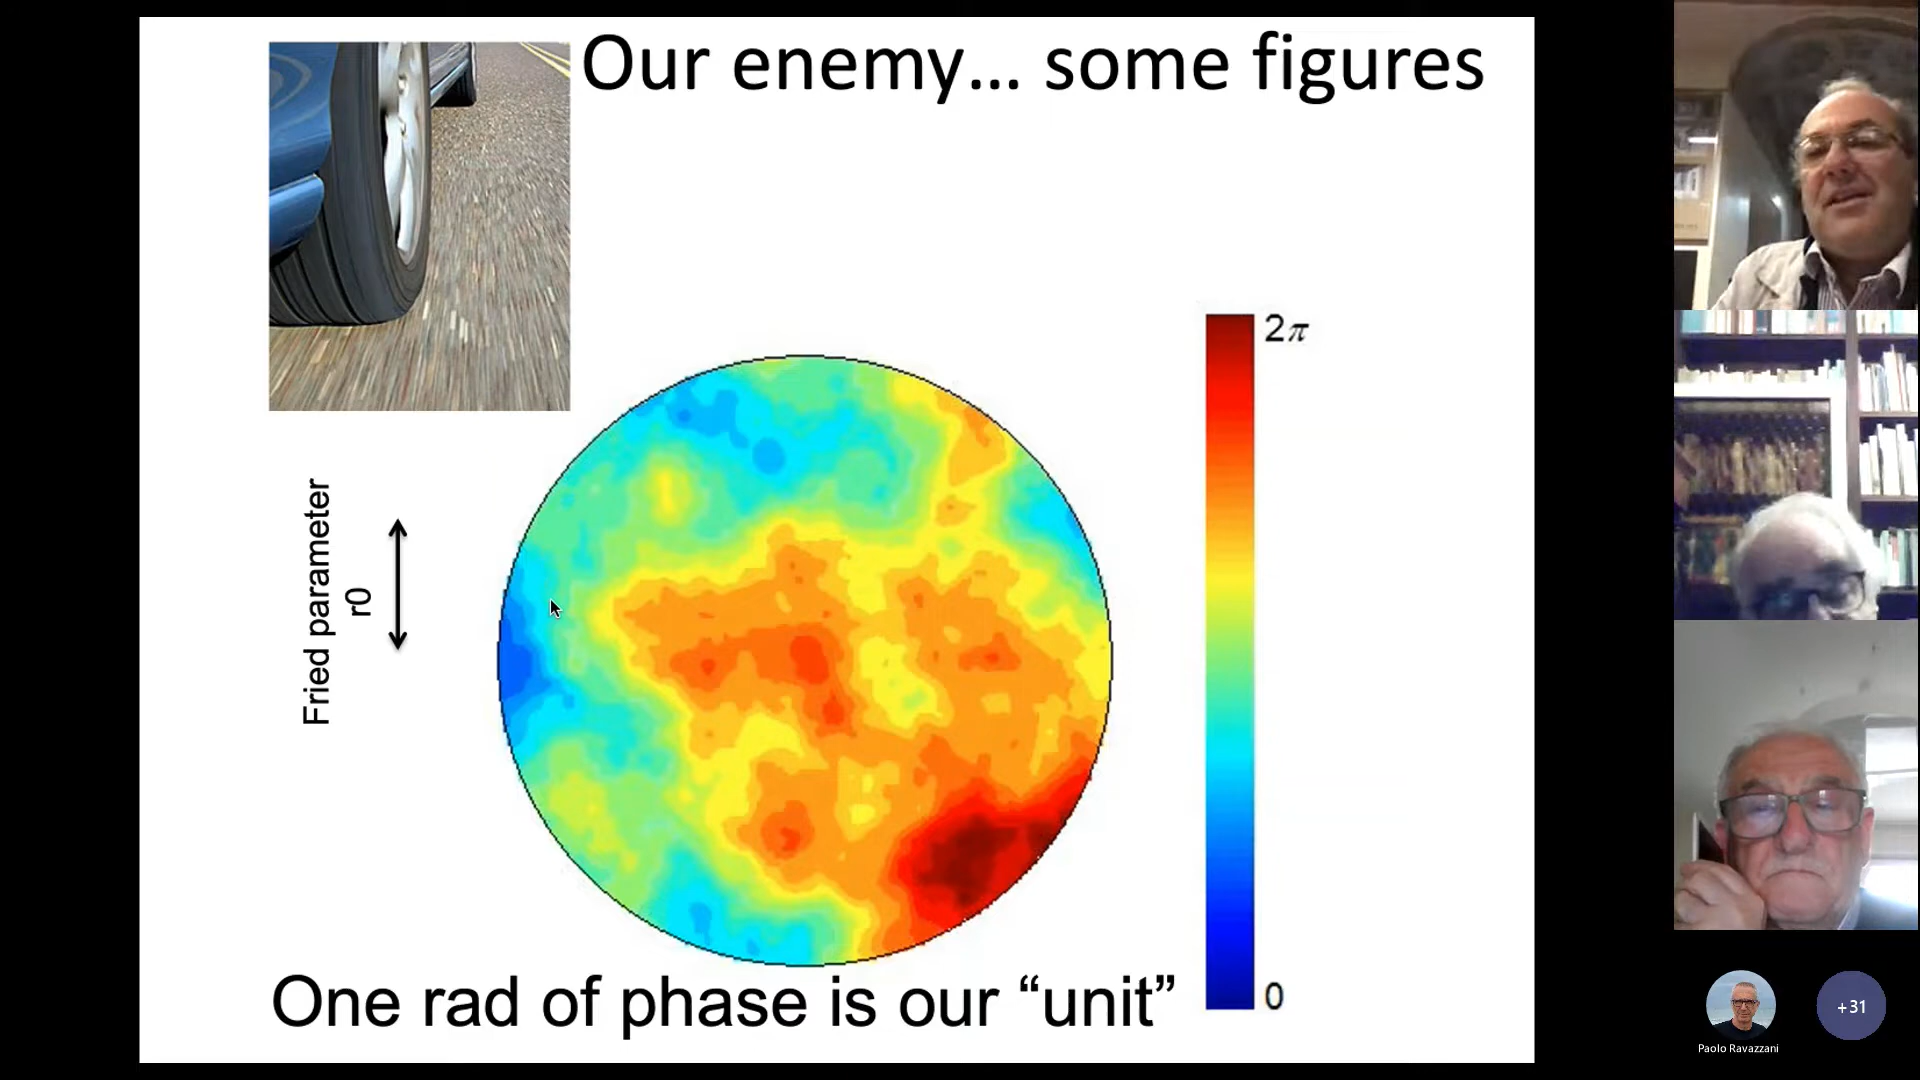 Our enemy... some figures
2π
Fried parameter
r0
0
One rad of phase is our “unit”
+31
Paolo Ravazzani